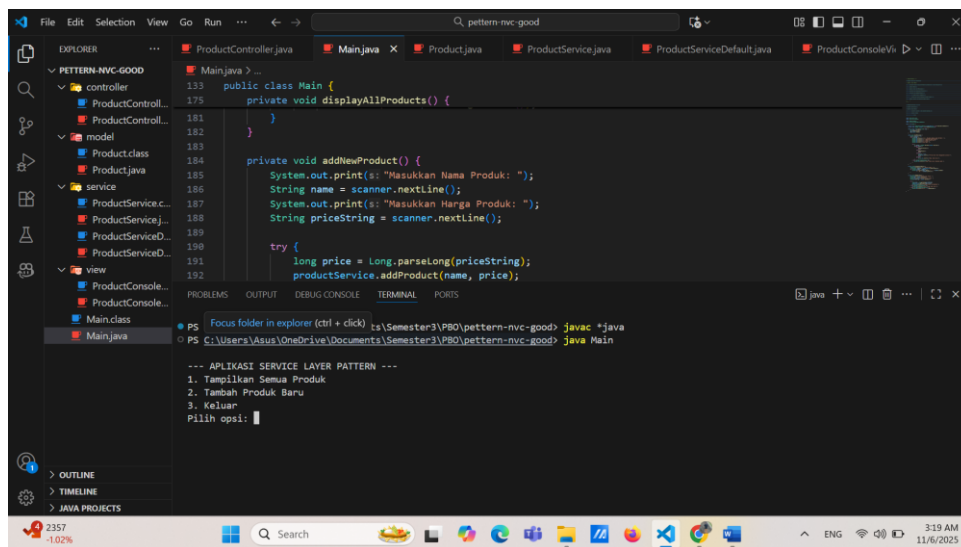 File Edit Selection View Go Run ··· pettern-nvc-good
EXPLORER ···
ProductController.java Main.java Product.java ProductService.java ProductServiceDefault.java ProductConsoleVi
PETTERN-NVC-GOOD
controller
ProductControll...
ProductControll...
model
Product.class
Product.java
service
ProductService.c...
ProductService.j...
ProductServiceD...
ProductServiceD...
view
ProductConsole...
ProductConsole...
Main.class
Main.java
OUTLINE
TIMELINE
JAVA PROJECTS
Main.java > ...
133 public class Main {
175 private void displayAllProducts() {
181 }
182 }
183
184 private void addNewProduct() {
185 System.out.print(s: "Masukkan Nama Produk: ");
186 String name = scanner.nextLine();
187 System.out.print(s: "Masukkan Harga Produk: ");
188 String priceString = scanner.nextLine();
189
190 try {
191 long price = Long.parseLong(priceString);
192 productService.addProduct(name, price);
PROBLEMS OUTPUT DEBUG CONSOLE TERMINAL PORTS
java
Focus folder in explorer (ctrl + click)
PS ts\Semester3\PBO\pettern-nvc-good> javac *java
PS C:\Users\Asus\OneDrive\Documents\Semester3\PBO\pettern-nvc-good> java Main
--- APLIKASI SERVICE LAYER PATTERN ---
1. Tampilkan Semua Produk
2. Tambah Produk Baru
3. Keluar
Pilih opsi:
1
4
2357
-1.02%
Search
ENG
3:19 AM
11/6/2025